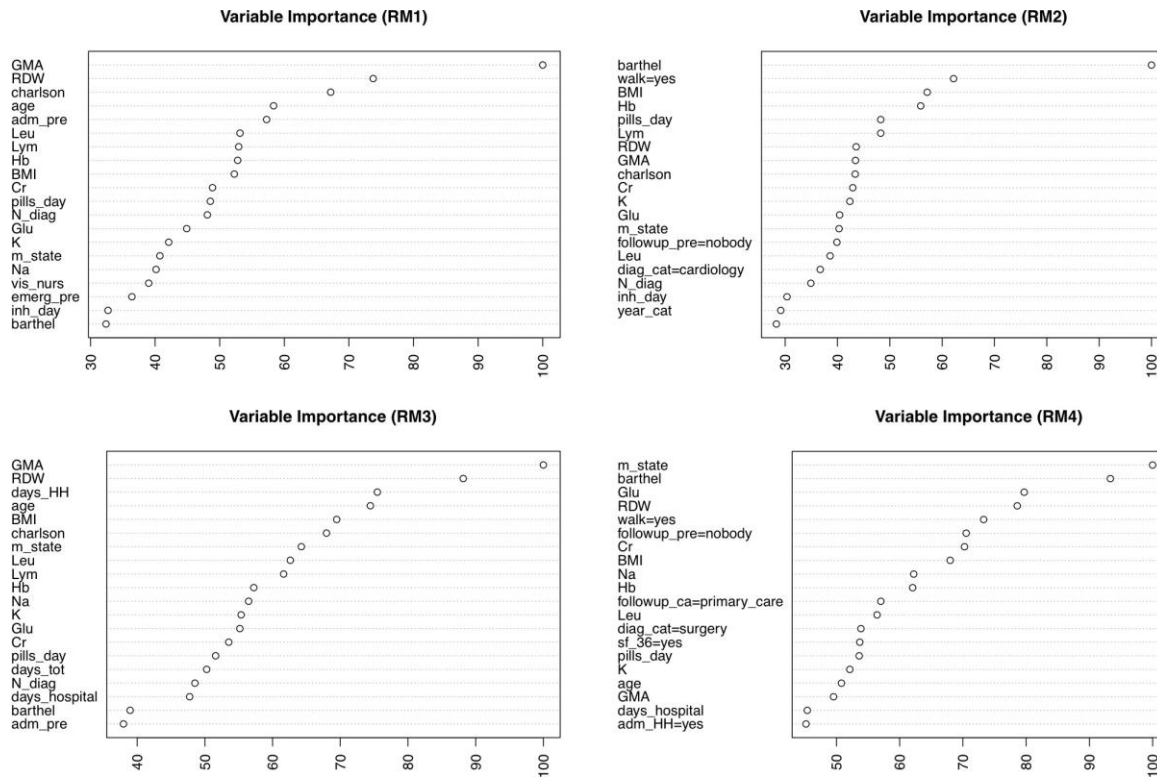 Variable Importance (RM1)
GMA
RDW
charlson
age
adm_pre
Leu
Lym
Hb
BMI
Cr
pills_day
N_diag
Glu
K
m_state
Na
vis_nurs
emerg_pre
inh_day
barthel
30 40 50 60 70 80 90 100
Variable Importance (RM2)
barthel
walk=yes
BMI
Hb
pills_day
Lym
RDW
GMA
charlson
Cr
K
Glu
m_state
followup_pre=nobody
Leu
diag_cat=cardiology
N_diag
inh_day
year_cat
30 40 50 60 70 80 90 100
Variable Importance (RM3)
GMA
RDW
days_HH
age
BMI
charlson
m_state
Leu
Lym
Hb
Na
K
Glu
Cr
pills_day
days_tot
N_diag
days_hospital
barthel
adm_pre
40 50 60 70 80 90 100
Variable Importance (RM4)
m_state
barthel
Glu
RDW
walk=yes
followup_pre=nobody
Cr
BMI
Na
Hb
followup_ca=primary_care
Leu
diag_cat=surgery
sf_36=yes
pills_day
K
age
GMA
days_hospital
adm_HH=yes
50 60 70 80 90 100